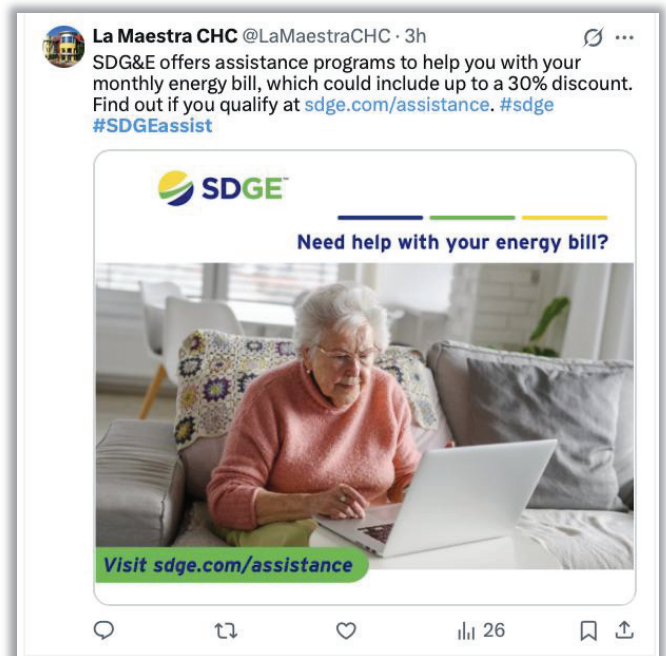 La Maestra CHC @LaMaestraCHC · 3h
SDG&E offers assistance programs to help you with your
monthly energy bill, which could include up to a 30% discount.
Find out if you qualify at sdge.com/assistance. #sdge
#SDGEassist
SDGE™
Need help with your energy bill?
Visit sdge.com/assistance
26